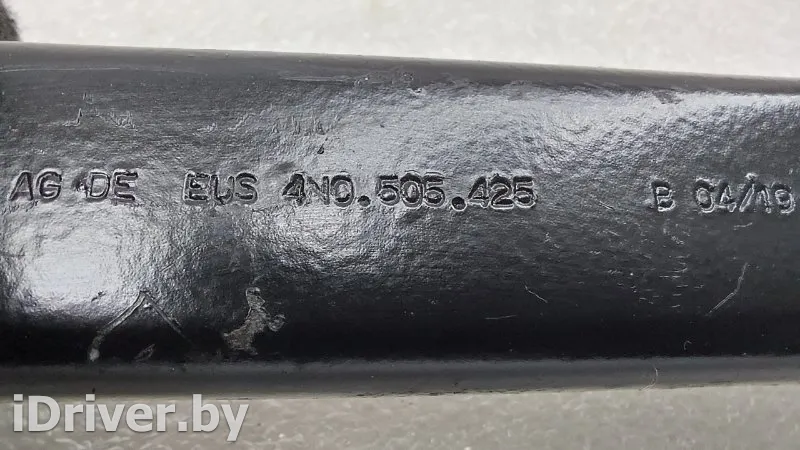 AG DE EUS 4N0.505.425 B 04/19
iDriver.by